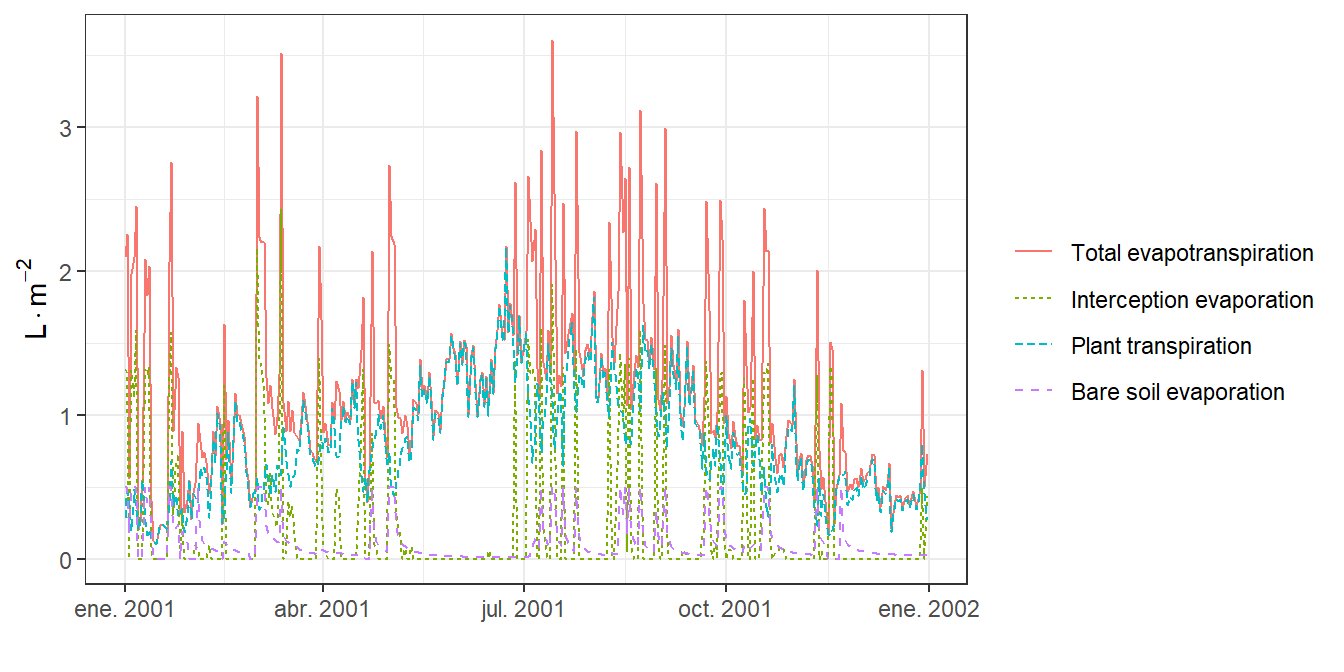 L · m⁻²
3
2
1
0
ene. 2001 abr. 2001 jul. 2001 oct. 2001 ene. 2002
Total evapotranspiration
Interception evaporation
Plant transpiration
Bare soil evaporation